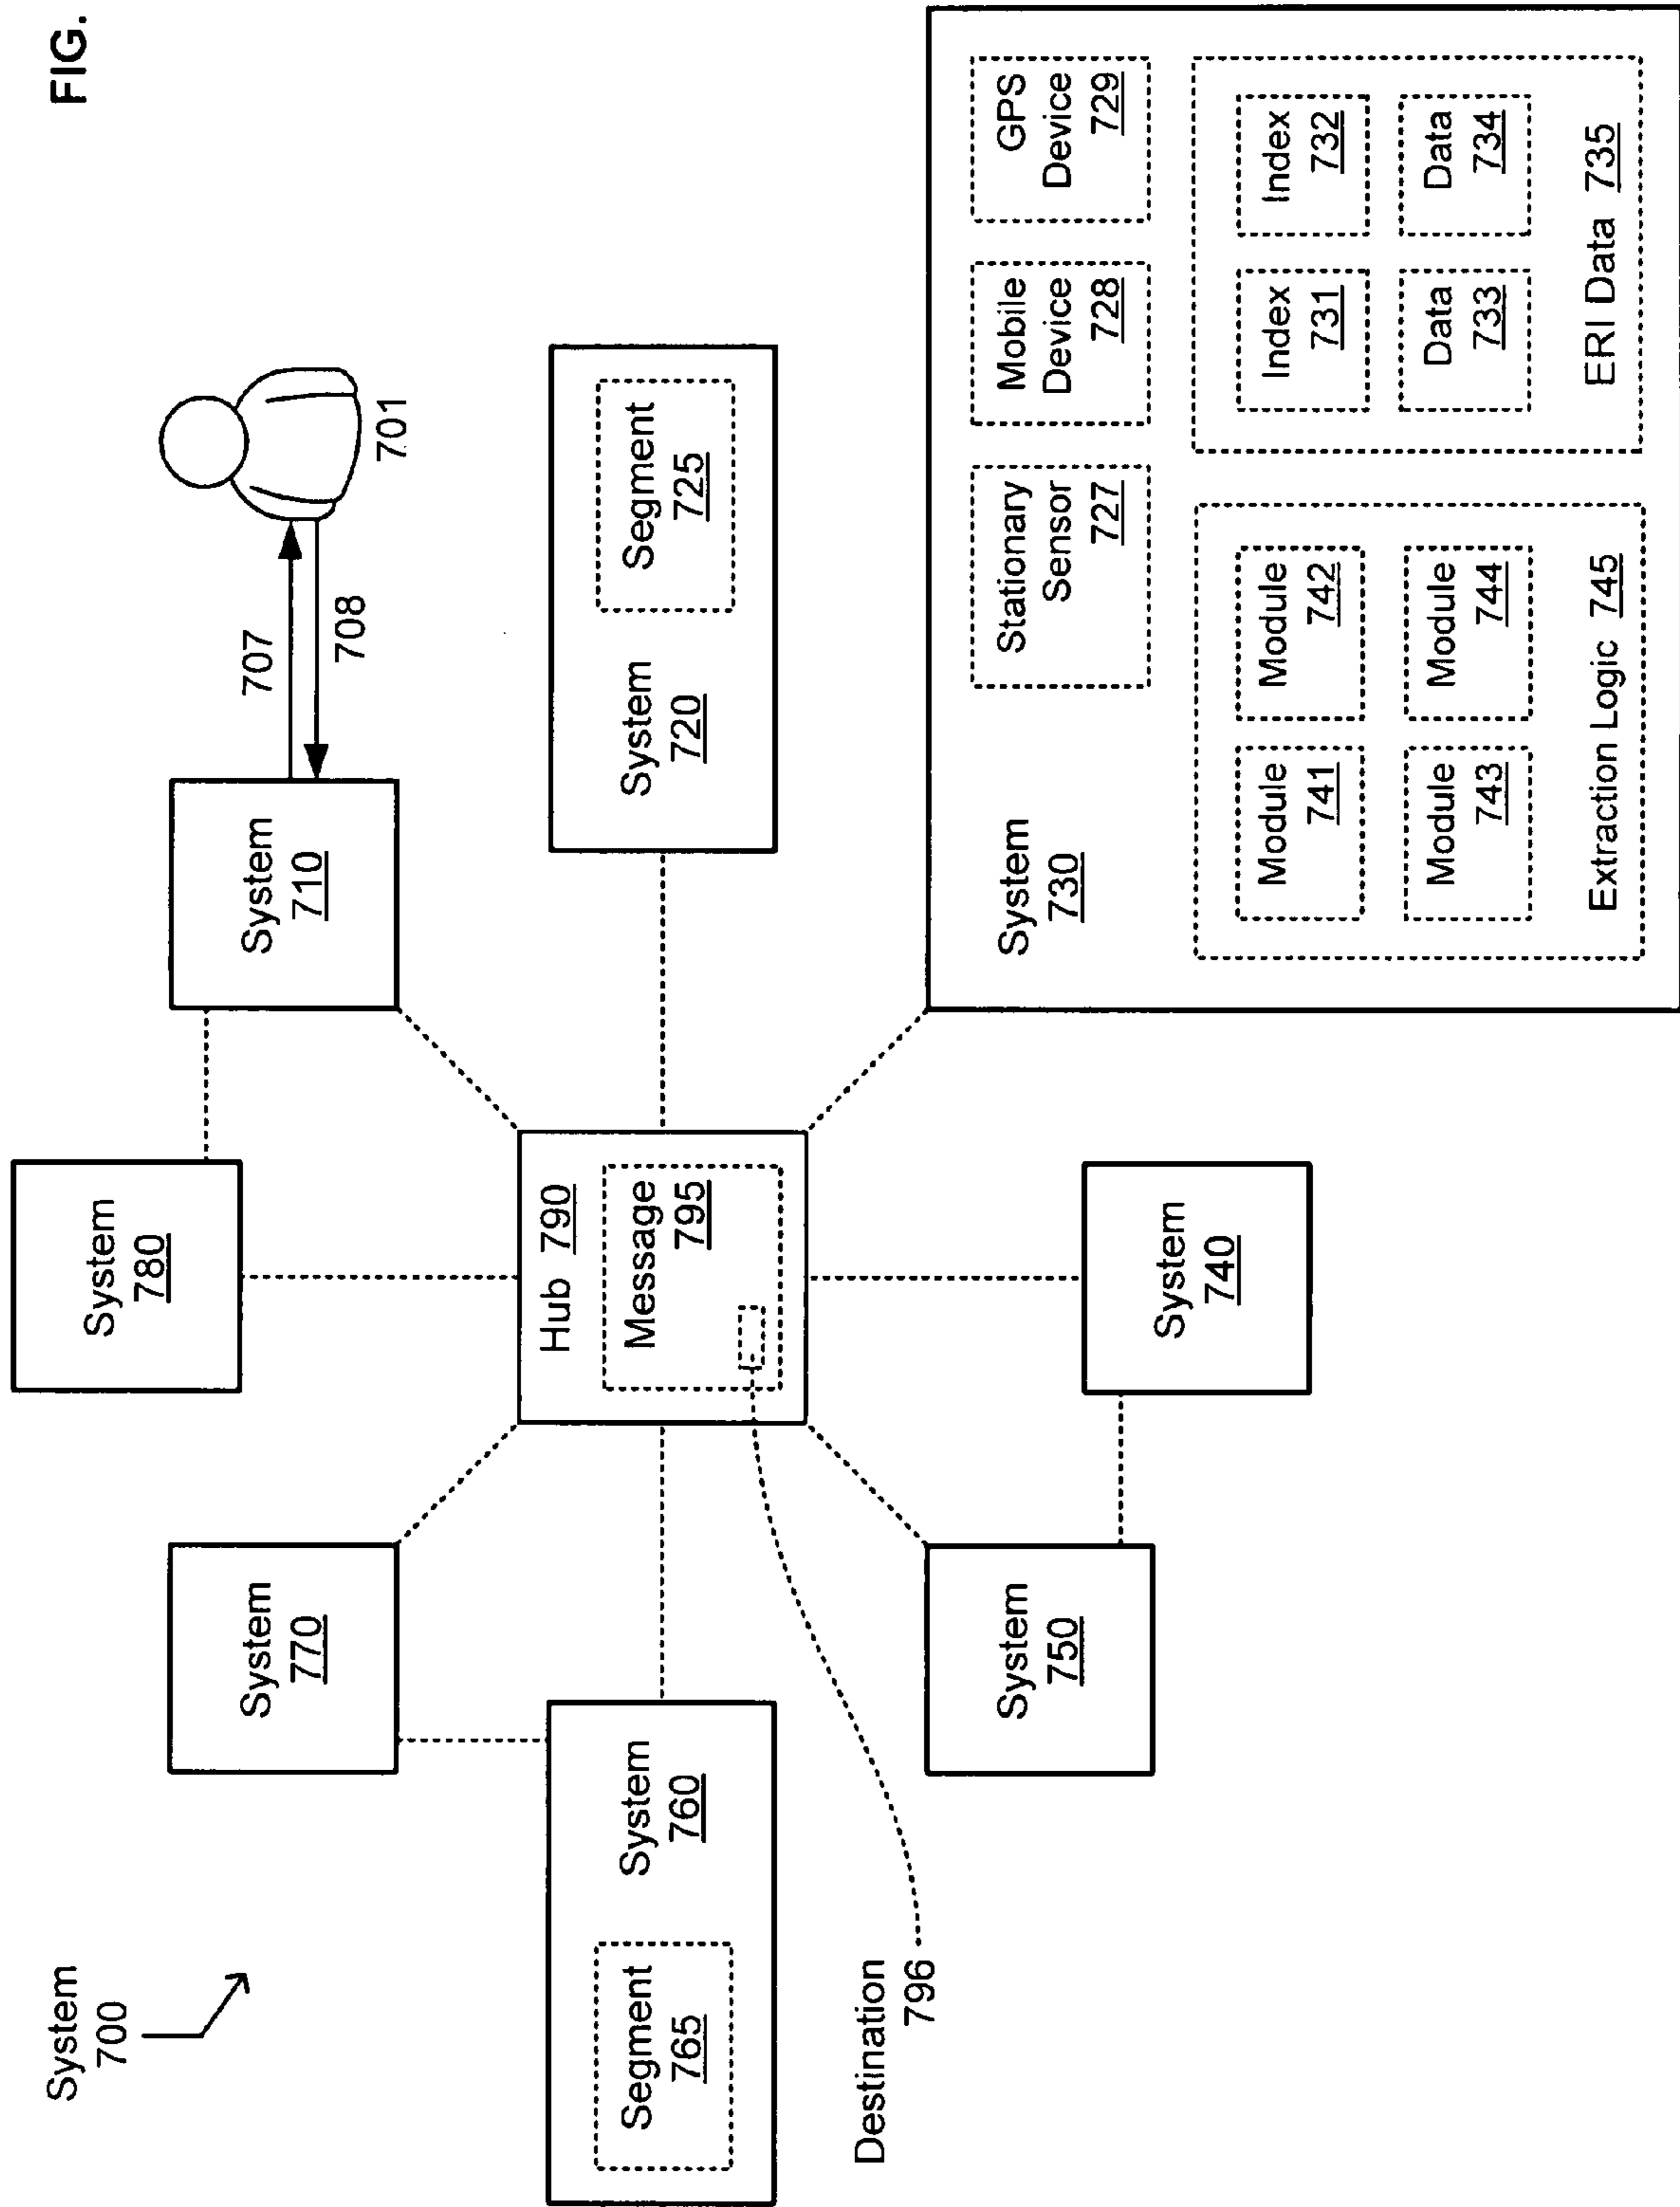 FIG.
System
700
System
780
System
770
System
710
707
708
701
Hub 790
Message
795
Segment
765
System
760
System
720
Segment
725
Destination
796
System
750
System
740
System
730
Stationary
Sensor
727
Mobile
Device
728
GPS
Device
729
Module
741
Module
742
Module
743
Module
744
Extraction Logic 745
Index
731
Index
732
Data
733
Data
734
ERI Data 735